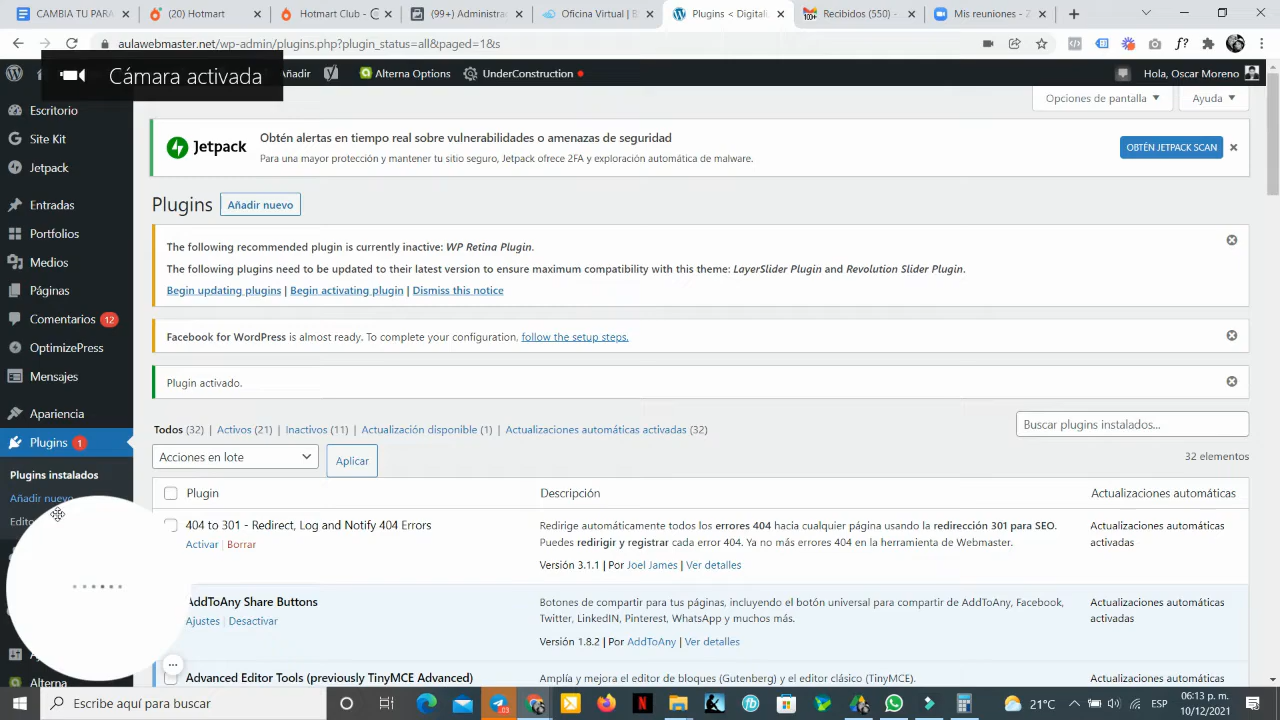 CAMBIA TU PARA
(20) Hotmart
Hotmart Club - C
(99+) Administra
Oficina Virtual | B
Plugins < Digitali
Recibidos (550) -
Mis reuniones - Z
aulawebmaster.net/wp-admin/plugins.php?plugin_status=all&paged=1&s
Cámara activada
Añadir
Alterna Options
UnderConstruction
Hola, Oscar Moreno
Opciones de pantalla
Ayuda
Escritorio
Site Kit
Jetpack
Entradas
Portfolios
Medios
Páginas
Comentarios 12
OptimizePress
Mensajes
Apariencia
Plugins 1
Plugins instalados
Añadir nuevo
Edito
Alterna
Jetpack
Obtén alertas en tiempo real sobre vulnerabilidades o amenazas de seguridad
Para una mayor protección y mantener tu sitio seguro, Jetpack ofrece 2FA y exploración automática de malware.
OBTÉN JETPACK SCAN
Plugins Añadir nuevo
The following recommended plugin is currently inactive: WP Retina Plugin.
The following plugins need to be updated to their latest version to ensure maximum compatibility with this theme: LayerSlider Plugin and Revolution Slider Plugin.
Begin updating plugins | Begin activating plugin | Dismiss this notice
Facebook for WordPress is almost ready. To complete your configuration, follow the setup steps.
Plugin activado.
Todos (32) | Activos (21) | Inactivos (11) | Actualización disponible (1) | Actualizaciones automáticas activadas (32)
Buscar plugins instalados...
Acciones en lote
Aplicar
32 elementos
Plugin
Descripción
Actualizaciones automáticas
404 to 301 - Redirect, Log and Notify 404 Errors
Activar | Borrar
Redirige automáticamente todos los errores 404 hacia cualquier página usando la redirección 301 para SEO.
Puedes redirigir y registrar cada error 404. Ya no más errores 404 en la herramienta de Webmaster.
Versión 3.1.1 | Por Joel James | Ver detalles
Actualizaciones automáticas
activadas
AddToAny Share Buttons
Ajustes | Desactivar
Botones de compartir para tus páginas, incluyendo el botón universal para compartir de AddToAny, Facebook,
Twitter, LinkedIN, Pinterest, WhatsApp y muchos más.
Versión 1.8.2 | Por AddToAny | Ver detalles
Actualizaciones automáticas
activadas
Advanced Editor Tools (previously TinyMCE Advanced)
Amplía y mejora el editor de bloques (Gutenberg) y el editor clásico (TinyMCE).
Actualizaciones automáticas
Escribe aquí para buscar
21°C
ESP
06:13 p. m.
10/12/2021